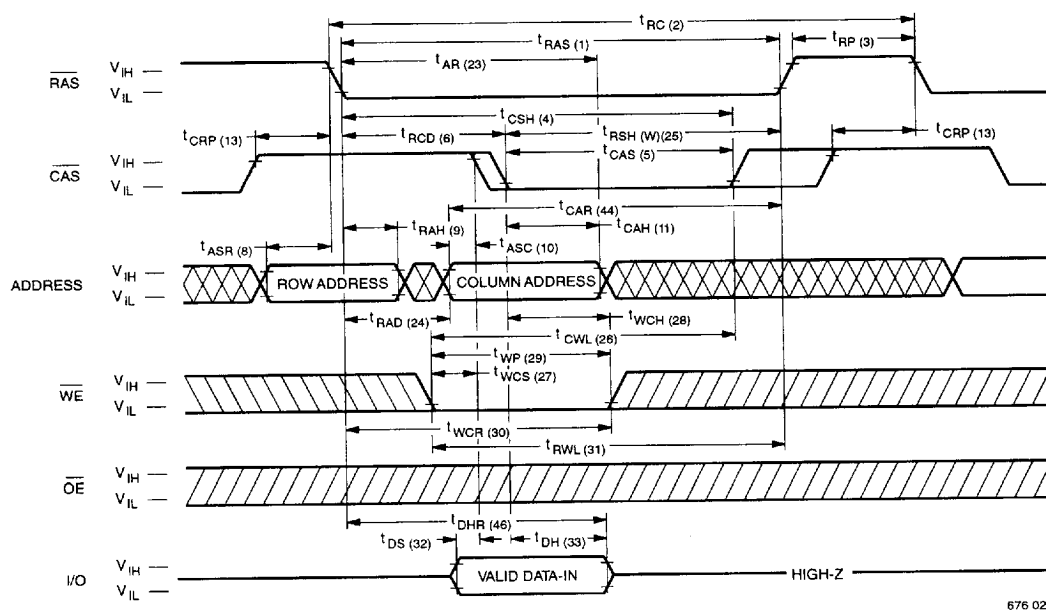 t RC (2)
t RAS (1)
t RP (3)
t AR (23)
RAS
V IH
V IL
t CSH (4)
t CRP (13)
t RCD (6)
t RSH (W)(25)
t CRP (13)
t CAS (5)
CAS
V IH
V IL
t CAR (44)
t RAH (9)
t CAH (11)
t ASR (8)
t ASC (10)
ADDRESS
V IH
V IL
ROW ADDRESS
COLUMN ADDRESS
t RAD (24)
t WCH (28)
t CWL (26)
t WP (29)
t WCS (27)
WE
V IH
V IL
t WCR (30)
t RWL (31)
OE
V IH
V IL
t DHR (46)
t DS (32)
t DH (33)
I/O
V IH
V IL
VALID DATA-IN
HIGH-Z
676 02